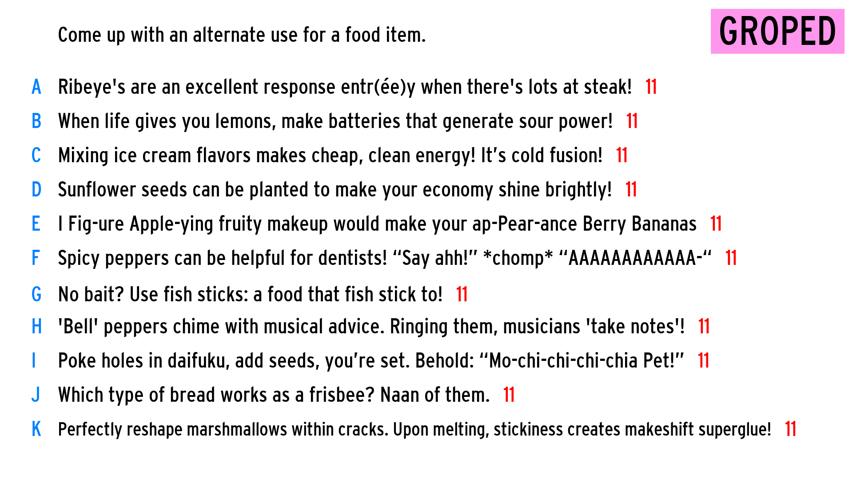 Come up with an alternate use for a food item.
GROPED
A Ribeye's are an excellent response entr(ée)y when there's lots at steak! 11
B When life gives you lemons, make batteries that generate sour power! 11
C Mixing ice cream flavors makes cheap, clean energy! It’s cold fusion! 11
D Sunflower seeds can be planted to make your economy shine brightly! 11
E I Fig-ure Apple-ying fruity makeup would make your ap-Pear-ance Berry Bananas 11
F Spicy peppers can be helpful for dentists! “Say ahh!” *chomp* “AAAAAAAAAAAA-“ 11
G No bait? Use fish sticks: a food that fish stick to! 11
H 'Bell' peppers chime with musical advice. Ringing them, musicians 'take notes'! 11
I Poke holes in daifuku, add seeds, you’re set. Behold: “Mo-chi-chi-chi-chia Pet!” 11
J Which type of bread works as a frisbee? Naan of them. 11
K Perfectly reshape marshmallows within cracks. Upon melting, stickiness creates makeshift superglue! 11